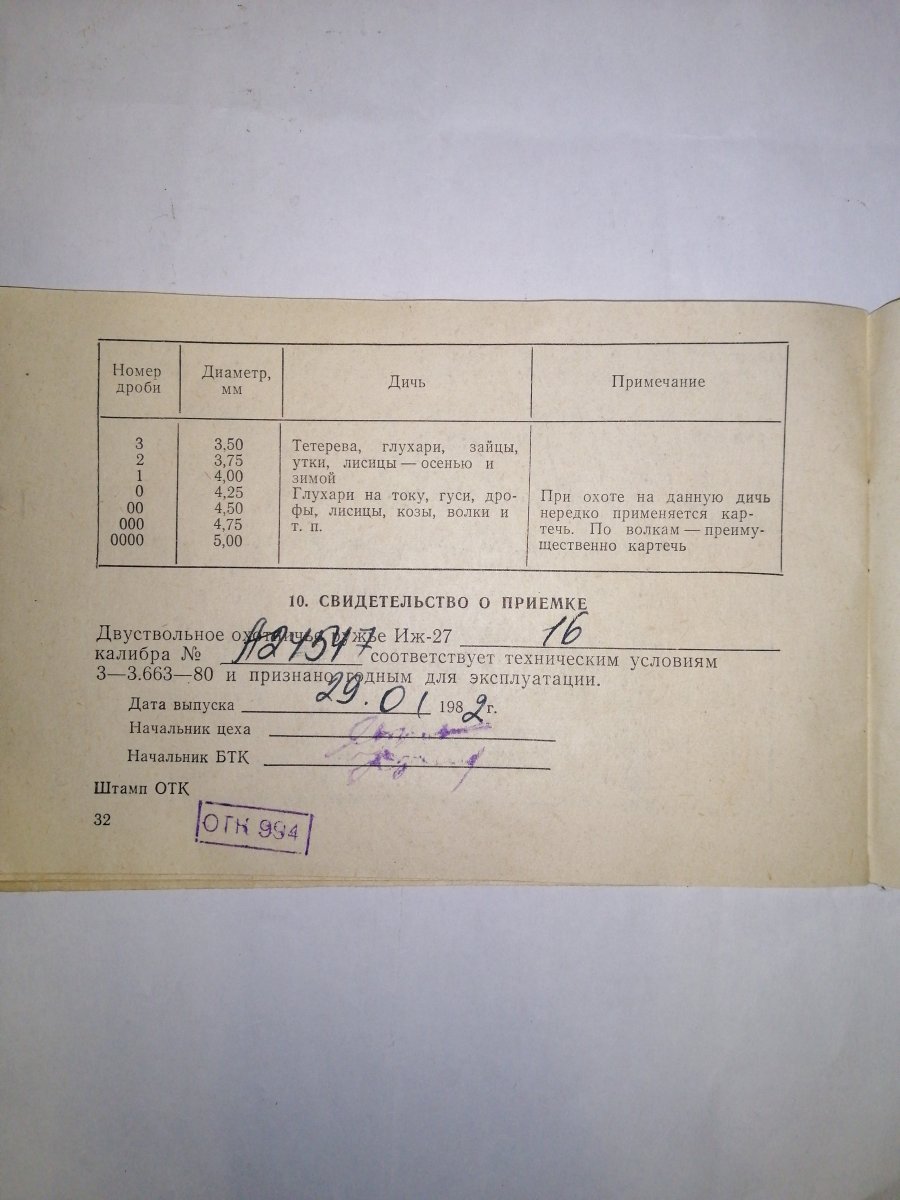 Номер дроби
Диаметр, мм
Дичь
Примечание
3 3,50 Тетерева, глухари, зайцы,
2 3,75 утки, лисицы — осенью и
1 4,00 зимой
0 4,25 Глухари на току, гуси, дро- При охоте на данную дичь
00 4,50 фы, лисицы, козы, волки и нередко применяется кар-
000 4,75 т. п. течь. По волкам — преиму-
0000 5,00 щественно картечь
10. СВИДЕТЕЛЬСТВО О ПРИЕМКЕ
Двуствольное охотничье ружье Иж-27 16
калибра № А21547 соответствует техническим условиям
3—3.663—80 и признано годным для эксплуатации.
Дата выпуска 29.01 1982г.
Начальник цеха
Начальник БТК
Штамп ОТК
32
ОТК 994